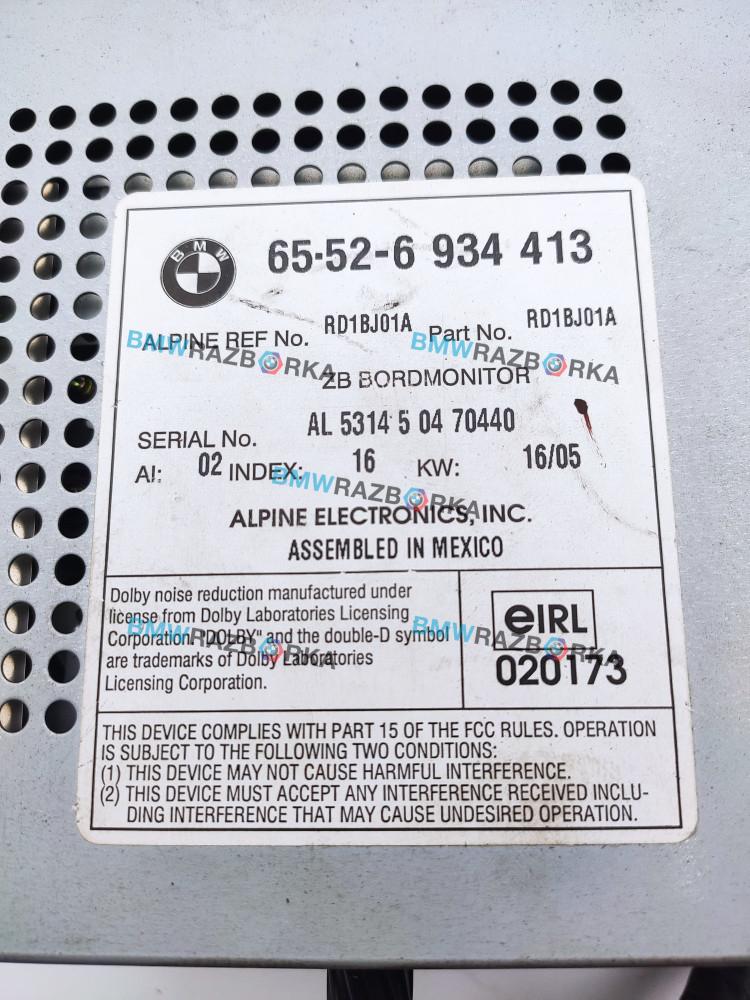 BMW
65·52-6 934 413
ALPINE REF No. RD1BJ01A Part No. RD1BJ01A
BMWRAZBORKA BMWRAZBORKA
ZB BORDMONITOR
SERIAL No. AL 5314 5 04 70440
AI: 02 INDEX: 16 KW: 16/05
BMWRAZBORKA
ALPINE ELECTRONICS, INC.
ASSEMBLED IN MEXICO
Dolby noise reduction manufactured under
license from Dolby Laboratories Licensing
Corporation. "DOLBY" and the double-D symbol
are trademarks of Dolby Laboratories
Licensing Corporation.
BMWRAZBORKA BMWRAZBORKA
eIRL
020173
THIS DEVICE COMPLIES WITH PART 15 OF THE FCC RULES. OPERATION
IS SUBJECT TO THE FOLLOWING TWO CONDITIONS:
(1) THIS DEVICE MAY NOT CAUSE HARMFUL INTERFERENCE.
(2) THIS DEVICE MUST ACCEPT ANY INTERFERENCE RECEIVED INCLU-
DING INTERFERENCE THAT MAY CAUSE UNDESIRED OPERATION.